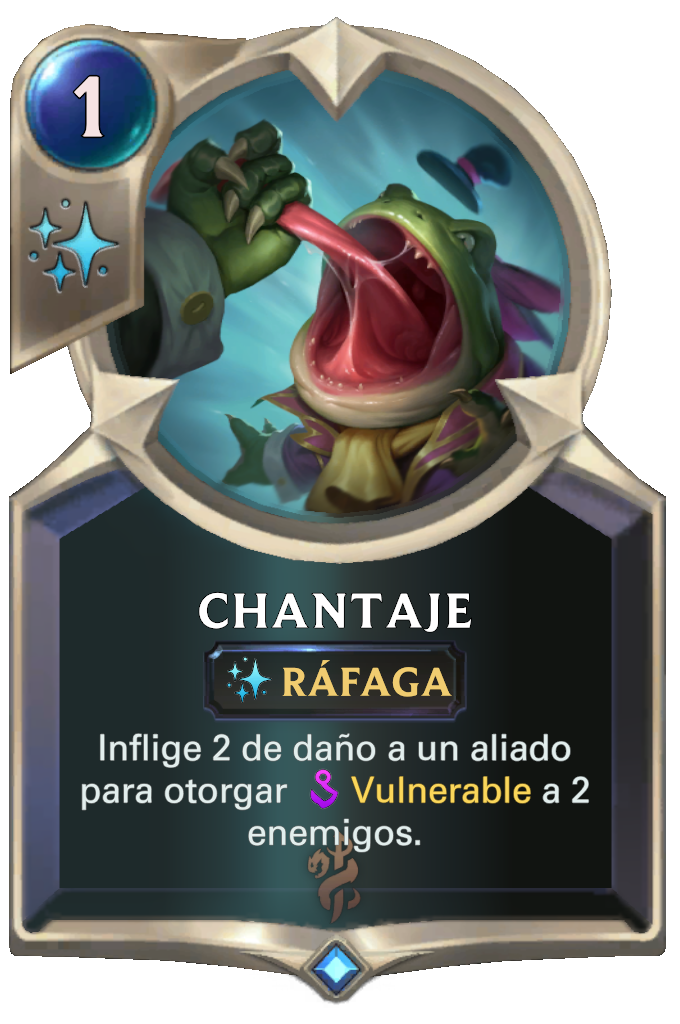 1
CHANTAJE
RÁFAGA
Inflige 2 de daño a un aliado
para otorgar Vulnerable a 2
enemigos.